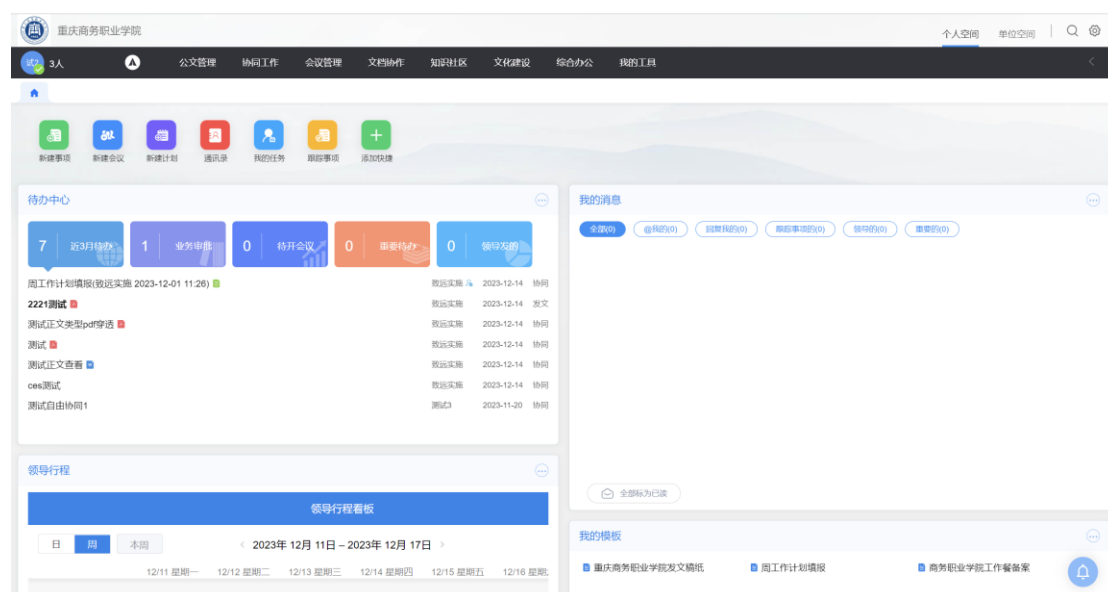 重庆商务职业学院
个人空间 单位空间
试2 3人 公文管理 协同工作 会议管理 文档协作 知识社区 文化建设 综合办公 我的工具
新建事项 新建会议 新建计划 通讯录 我的任务 跟踪事项 添加快捷
待办中心
7 近3月待办 1 业务审批 0 待开会议 0 重要待办 0 领导发的
周工作计划填报(致远实施 2023-12-01 11:26) 致远实施 2023-12-14 协同
2221测试 致远实施 2023-12-14 发文
测试正文类型pdf穿透 致远实施 2023-12-14 协同
测试 致远实施 2023-12-14 协同
测试正文查看 致远实施 2023-12-14 协同
ces测试 致远实施 2023-12-14 协同
测试自由协同1 测试3 2023-11-20 协同
领导行程
领导行程看板
日 周 本周 2023年 12月 11日 – 2023年 12月 17日
12/11 星期一 12/12 星期二 12/13 星期三 12/14 星期四 12/15 星期五 12/16 星期
我的消息
全部(0) @我的(0) 回复我的(0) 跟踪事项的(0) 领导的(0) 重要的(0)
全部标为已读
我的模板
重庆商务职业学院发文稿纸 周工作计划填报 商务职业学院工作餐备案